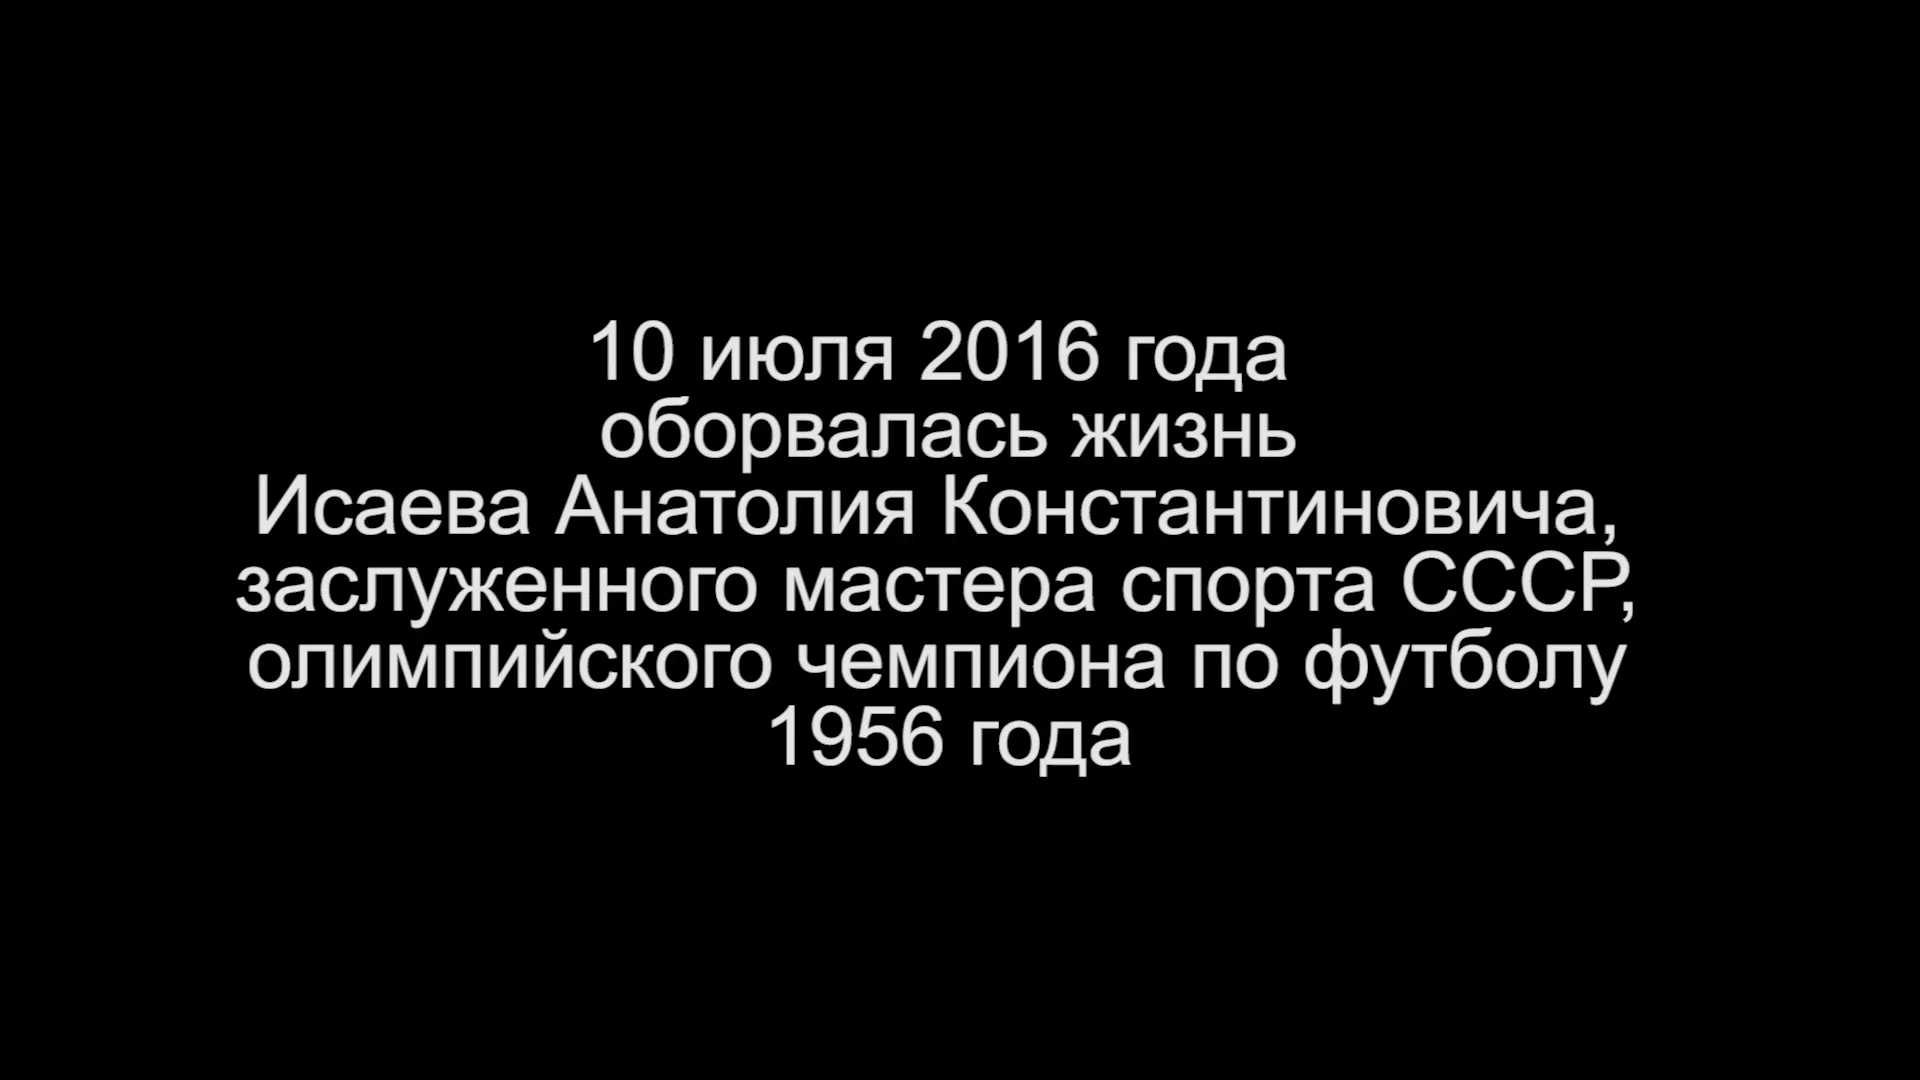 10 июля 2016 года
оборвалась жизнь
Исаева Анатолия Константиновича,
заслуженного мастера спорта СССР,
олимпийского чемпиона по футболу
1956 года